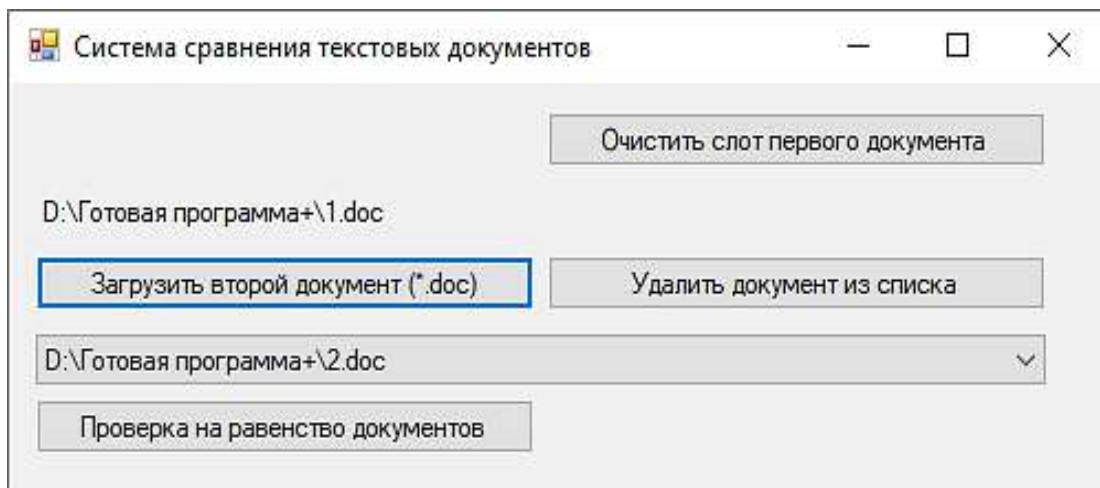 Система сравнения текстовых документов
Очистить слот первого документа
D:\Готовая программа+\1.doc
Загрузить второй документ (*.doc)
Удалить документ из списка
D:\Готовая программа+\2.doc
Проверка на равенство документов